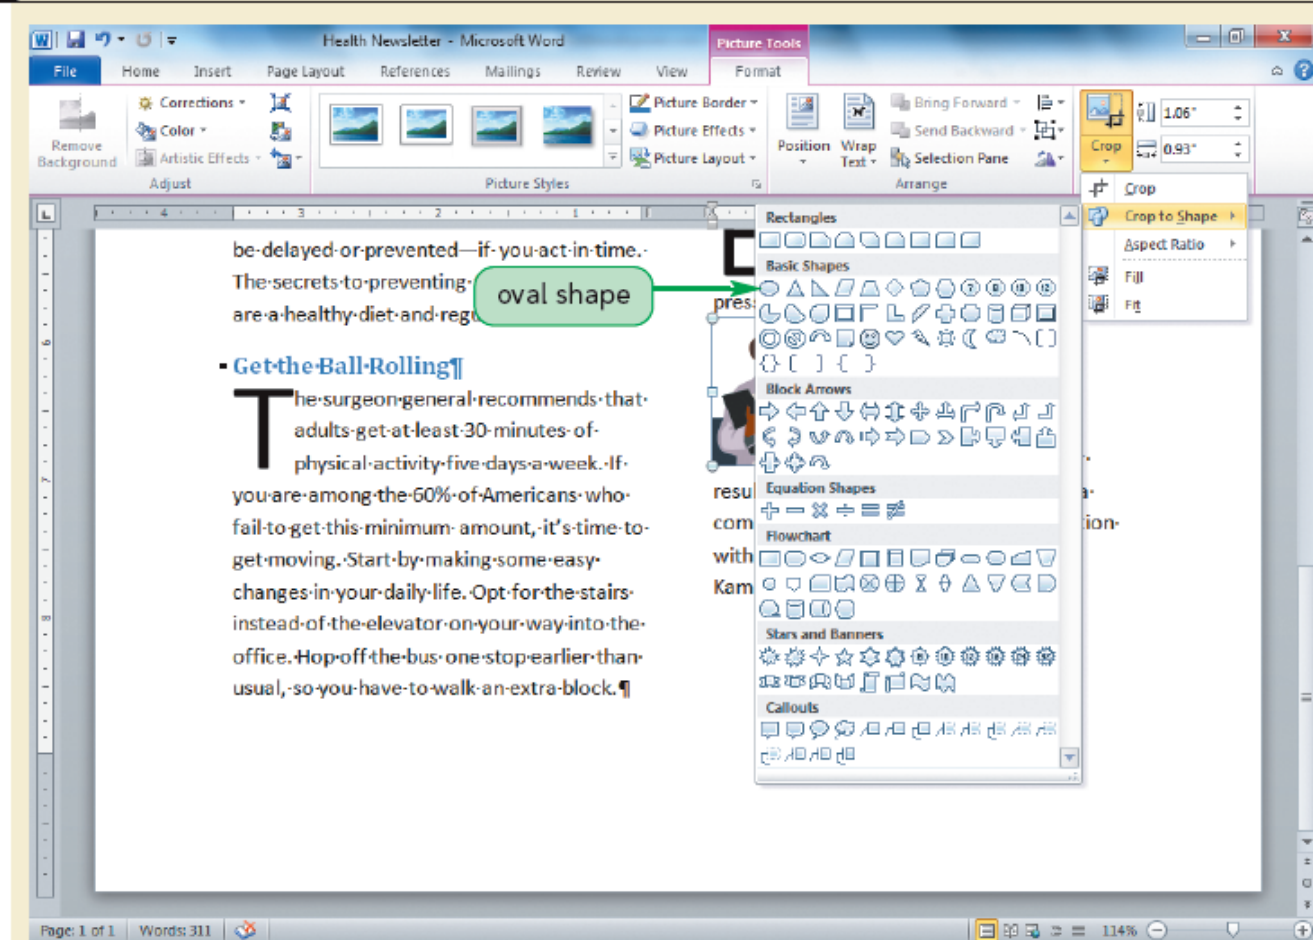 Health Newsletter - Microsoft Word
Picture Tools
File Home Insert Page Layout References Mailings Review View Format
Remove Background
Corrections
Color
Artistic Effects
Adjust
Picture Styles
Picture Border
Picture Effects
Picture Layout
Position
Wrap Text
Bring Forward
Send Backward
Selection Pane
Arrange
Crop
1.06"
0.93"
Crop
Crop to Shape
Aspect Ratio
Fill
Fit
4 3 2 1
be·delayed·or·prevented—if·you·act·in·time.·
The·secrets·to·preventing·
are·a·healthy·diet·and·regu
oval shape
Get·the·Ball·Rolling¶
The·surgeon·general·recommends·that·
adults·get·at·least·30·minutes·of·
physical·activity·five·days·a·week.·If·
you·are·among·the·60%·of·Americans·who·
fail·to·get·this·minimum·amount,·it's·time·to·
get·moving.·Start·by·making·some·easy·
changes·in·your·daily·life.·Opt·for·the·stairs·
instead·of·the·elevator·on·your·way·into·the·
office.·Hop·off·the·bus·one·stop·earlier·than·
usual,·so·you·have·to·walk·an·extra·block.¶
press
resul
com
ion·
with
Kam
Rectangles
Basic Shapes
Block Arrows
Equation Shapes
Flowchart
Stars and Banners
Callouts
Page: 1 of 1 Words: 311
114%